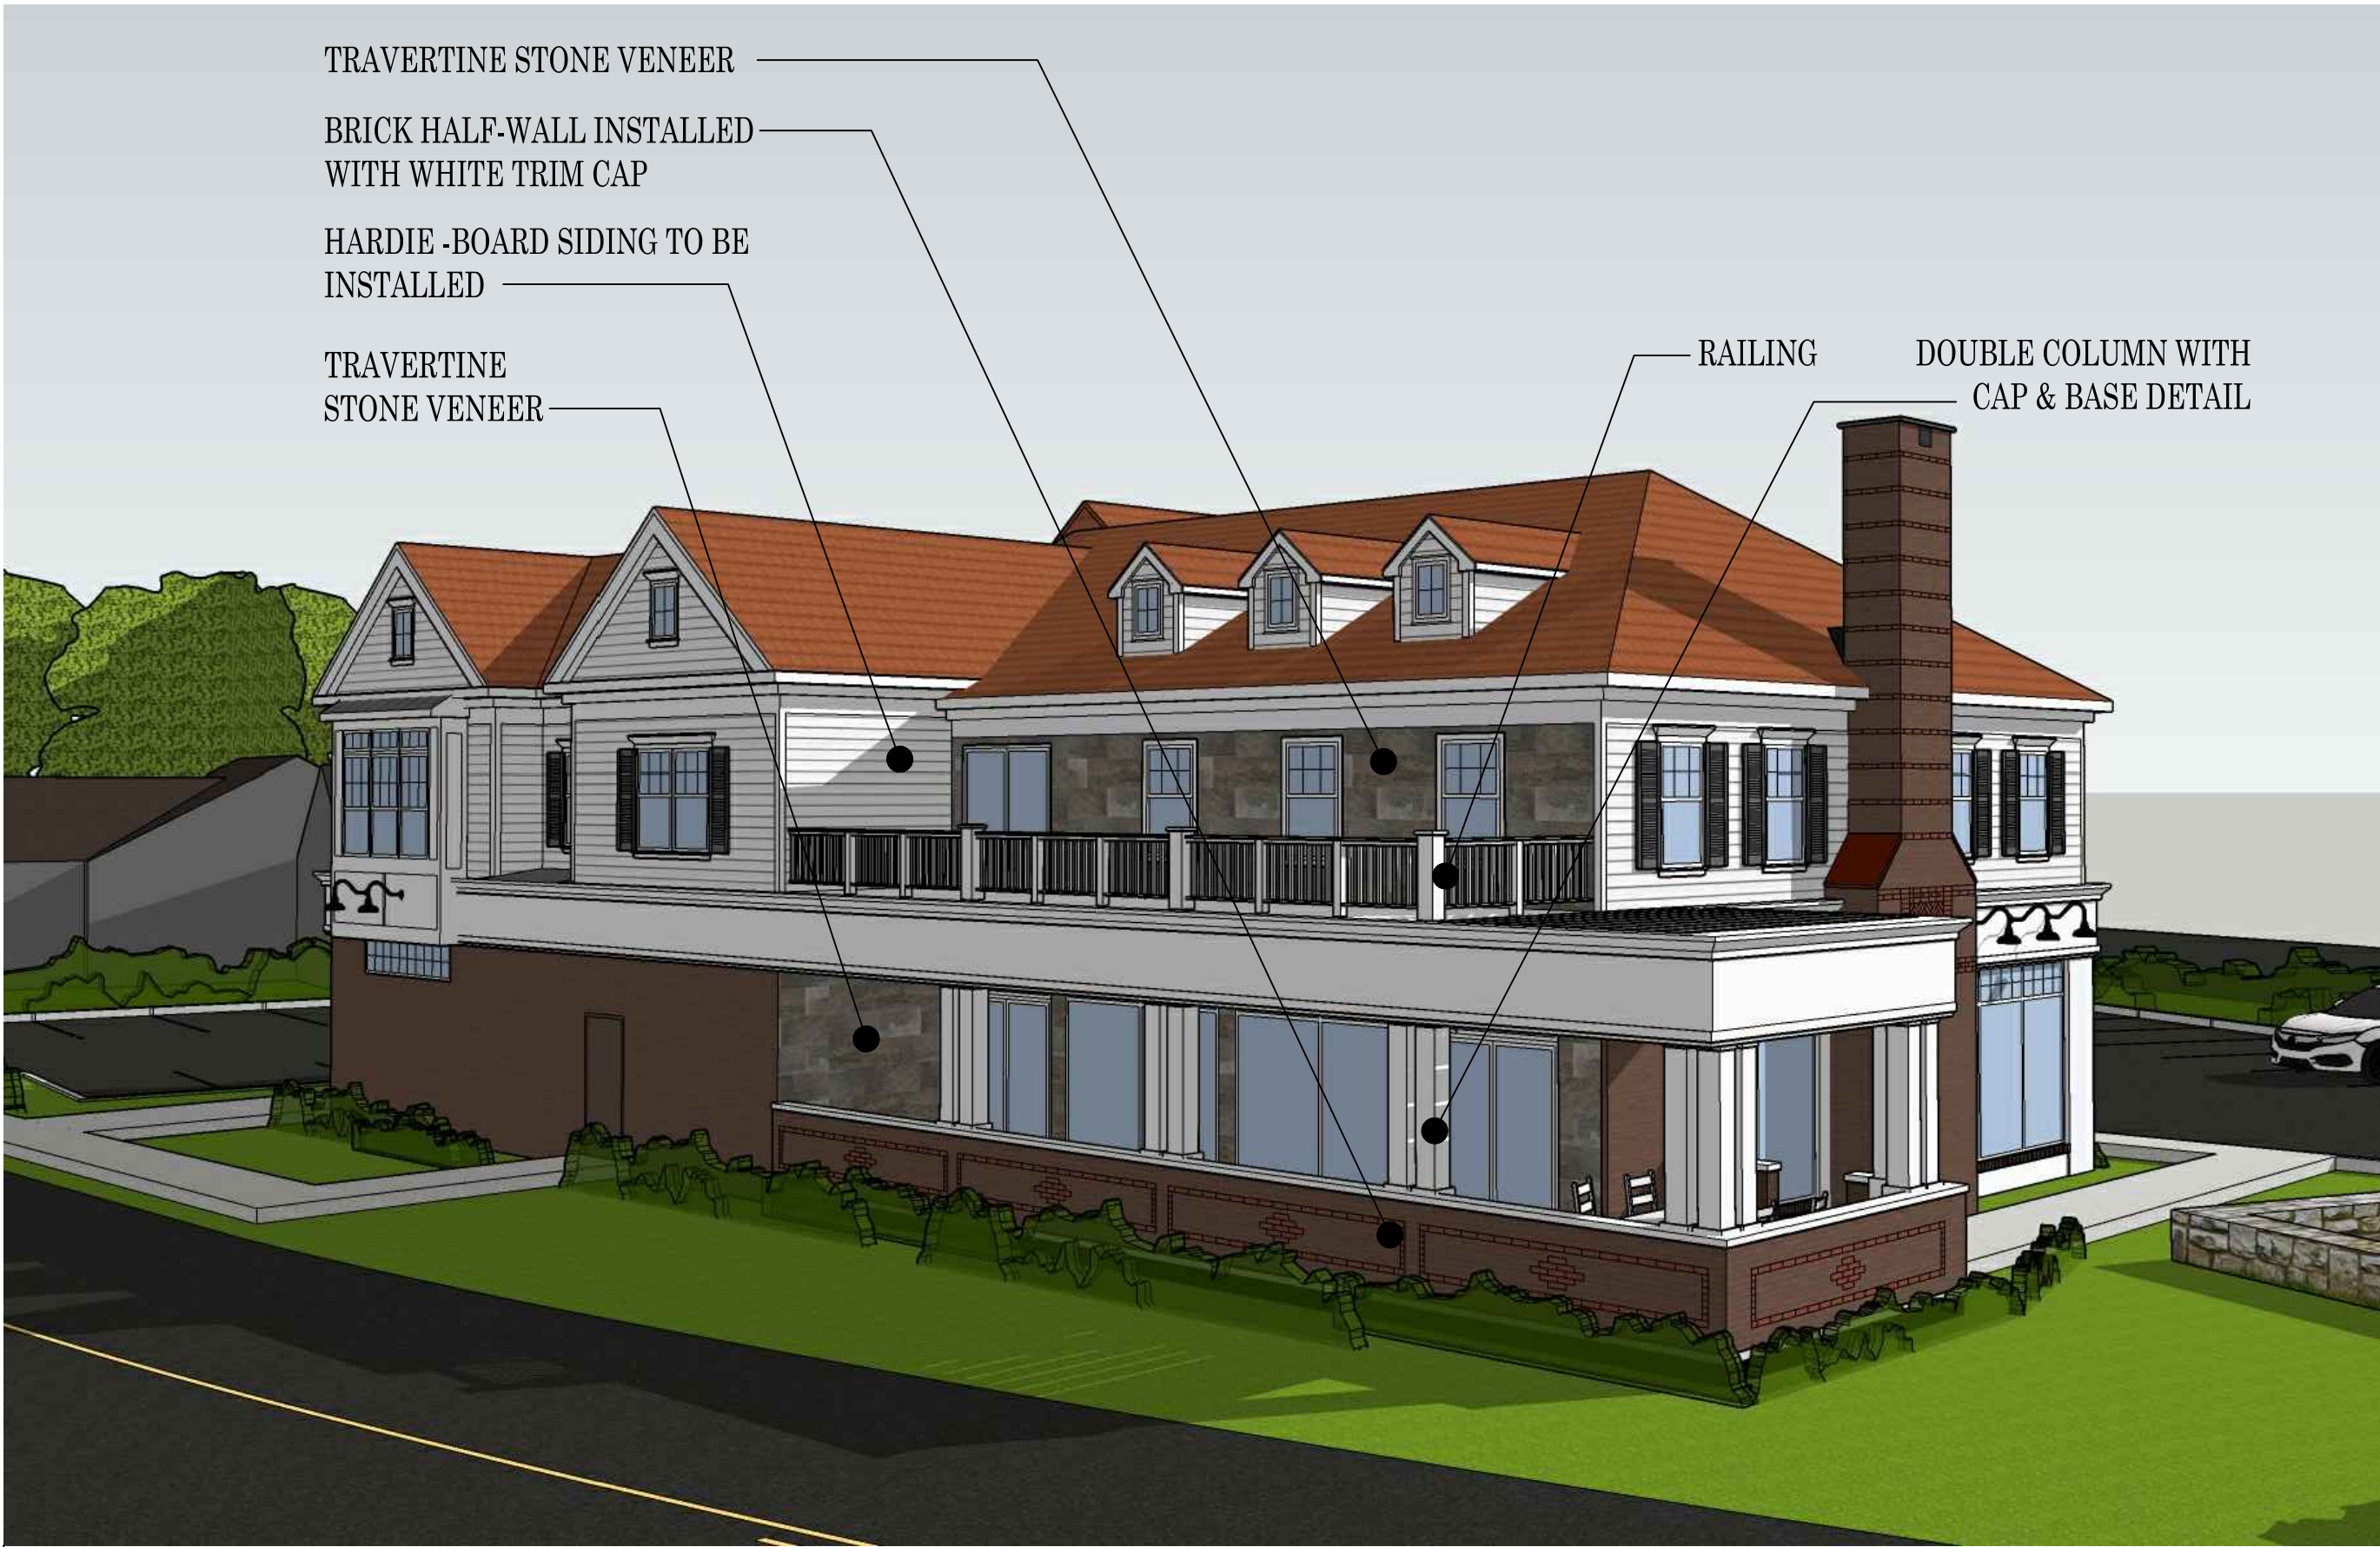 TRAVERTINE STONE VENEER
BRICK HALF-WALL INSTALLED
WITH WHITE TRIM CAP
HARDIE -BOARD SIDING TO BE
INSTALLED
TRAVERTINE
STONE VENEER
RAILING
DOUBLE COLUMN WITH
CAP & BASE DETAIL